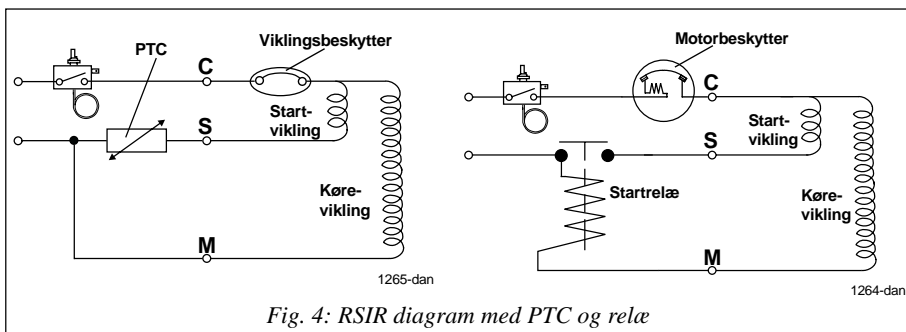 PTC
Viklingsbeskytter
C
Start-
vikling
S
Køre-
vikling
M
1265-dan
Motorbeskytter
C
Start-
vikling
S
Startrelæ
Køre-
vikling
M
1264-dan
Fig. 4: RSIR diagram med PTC og relæ